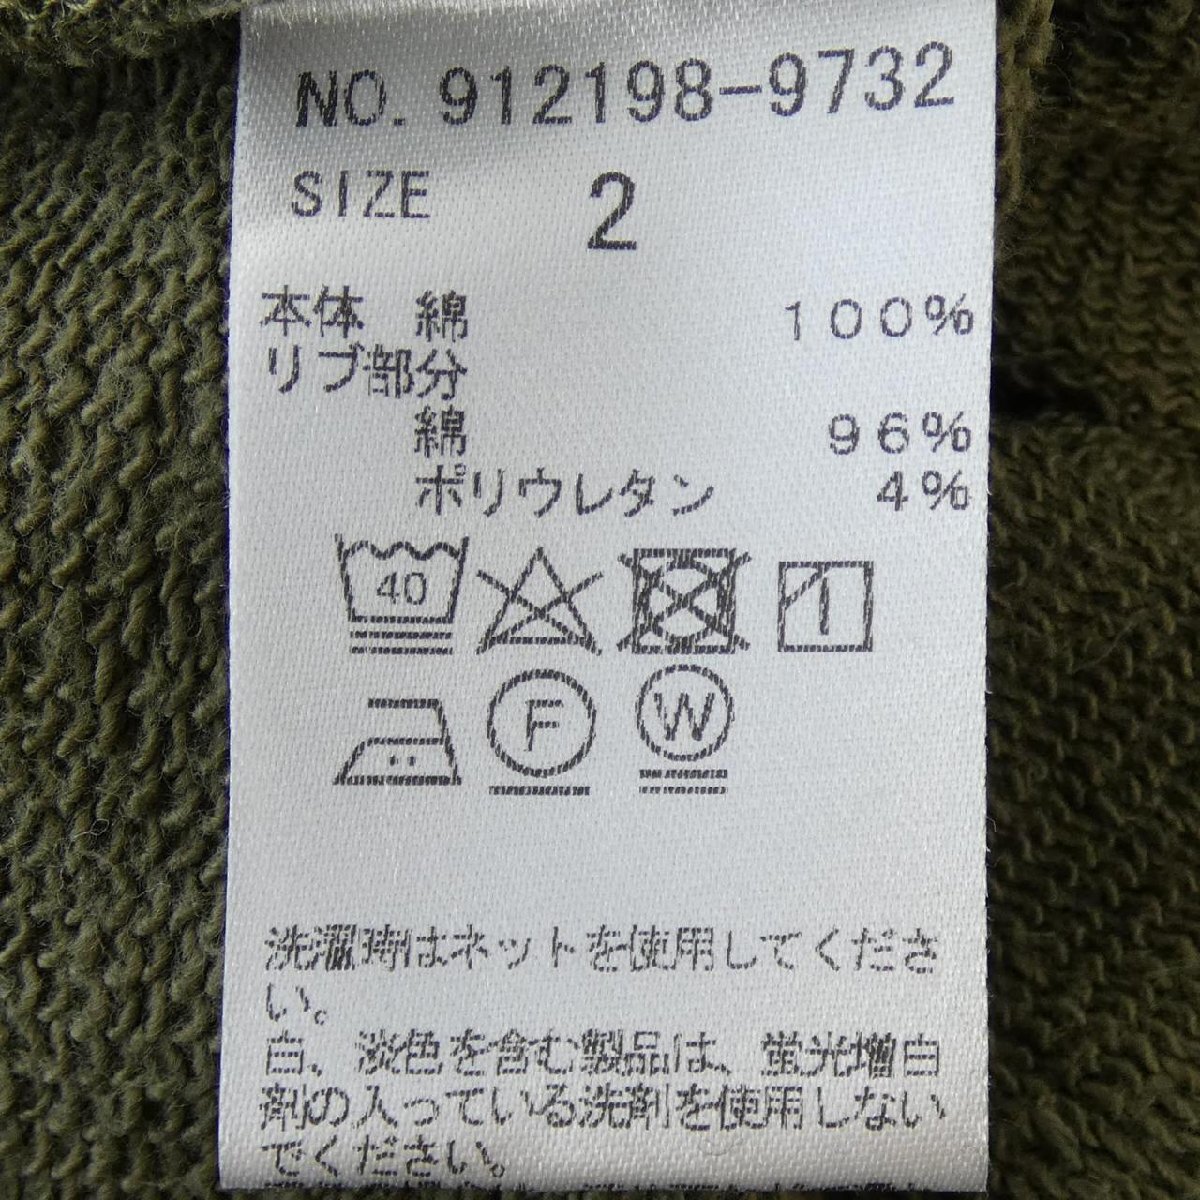 NO. 912198-9732
SIZE 2
本体 綿 100%
リブ部分
綿 96%
ポリウレタン 4%
40
F W
洗濯時はネットを使用してくださ
い。
白、淡色を含む製品は、蛍光増白
剤の入っている洗剤を使用しない
でください。